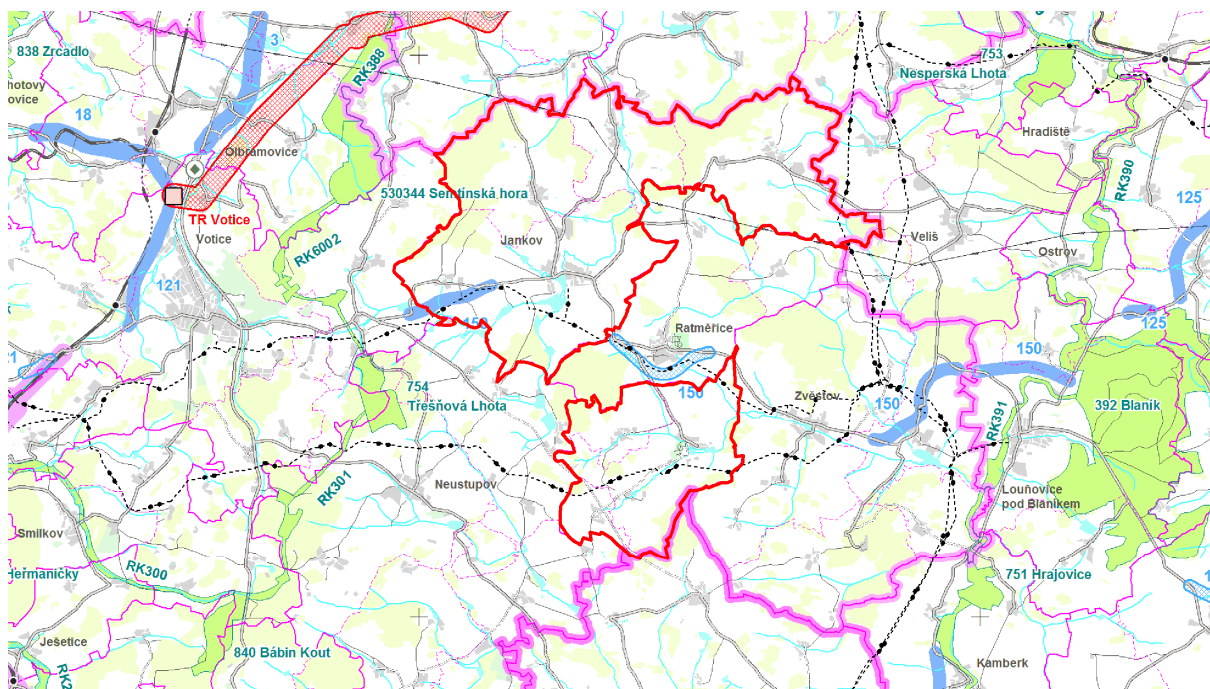 3
838 Zrcadlo
753
Nesperská Lhota
RK388
hotový
ovice
18
Hradiště
Olbramovice
RK390
530344 Semtínská hora
125
TR Votice
Votice
Jankov
Veliš
Ostrov
RK6002
121
150
125
Ratměřice
150
754
Třešňová Lhota
150
Zvěstov
150
392 Blaník
RK391
RK301
Neustupov
Louňovice
pod Blaníkem
Smilkov
Heřmaničky
RK300
751 Hrajovice
Ješetice
840 Bábin Kout
Kamberk